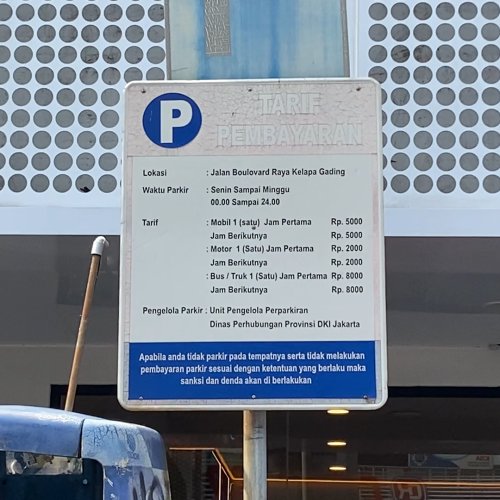 P
TARIF
PEMBAYARAN
Lokasi : Jalan Boulovard Raya Kelapa Gading
Waktu Parkir : Senin Sampai Minggu
00.00 Sampai 24.00
Tarif : Mobil 1 (satu) Jam Pertama Rp. 5000
Jam Berikutnya Rp. 5000
: Motor 1 (Satu) Jam Pertama Rp. 2000
Jam Berikutnya Rp. 2000
: Bus / Truk 1 (Satu) Jam Pertama Rp. 8000
Jam Berikutnya Rp. 8000
Pengelola Parkir : Unit Pengelola Perparkiran
Dinas Perhubungan Provinsi DKI Jakarta
Apabila anda tidak parkir pada tempatnya serta tidak melakukan
pembayaran parkir sesuai dengan ketentuan yang berlaku maka
sanksi dan denda akan di berlakukan